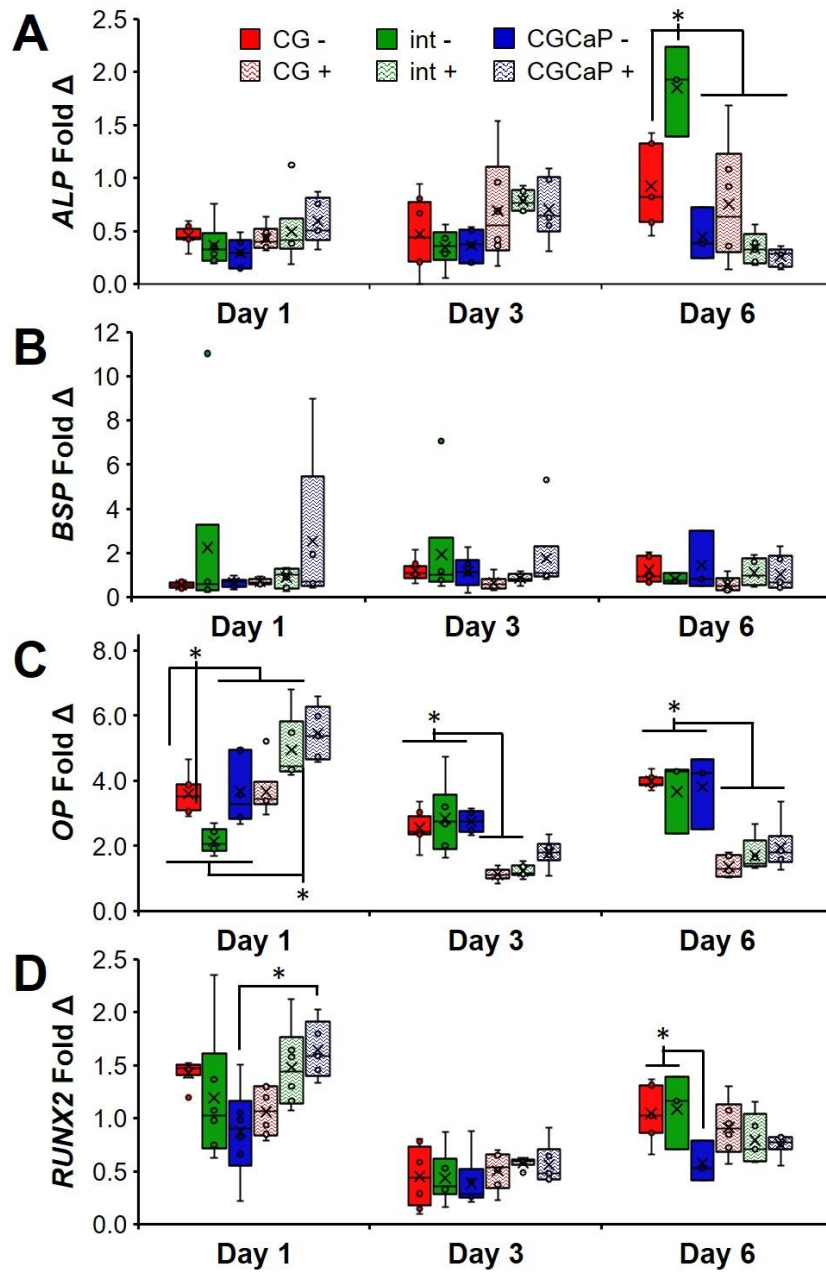 A
ALP Fold Δ
2.5
2.0
1.5
1.0
0.5
0.0
CG -
int -
CGCaP -
CG +
int +
CGCaP +
*
Day 1
Day 3
Day 6
B
BSP Fold Δ
12
10
8
6
4
2
0
Day 1
Day 3
Day 6
C
OP Fold Δ
8.0
6.0
4.0
2.0
0.0
*
*
*
*
Day 1
Day 3
Day 6
D
RUNX2 Fold Δ
2.5
2.0
1.5
1.0
0.5
0.0
*
*
Day 1
Day 3
Day 6